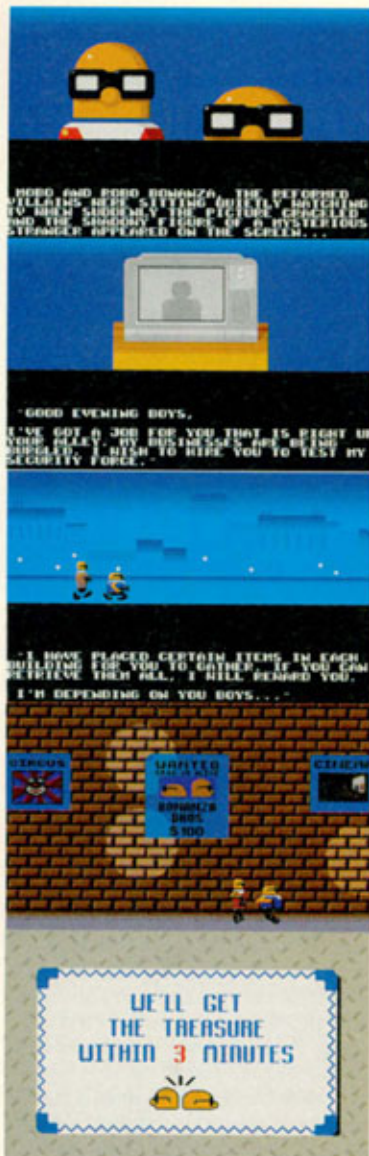 MOBO AND ROBO BONANZA, THE REFORMED
VILLAINS WERE SITTING QUIETLY WATCHING
TV WHEN SUDDENLY THE PICTURE CRACKLED
AND THE SHADOWY FIGURE OF A MYSTERIOUS
STRANGER APPEARED ON THE SCREEN...
"GOOD EVENING BOYS,
I'VE GOT A JOB FOR YOU THAT IS RIGHT UP
YOUR ALLEY. MY BUSINESSES ARE BEING
BURGLED. I WISH TO HIRE YOU TO TEST MY
SECURITY FORCE."
"I HAVE PLACED CERTAIN ITEMS IN EACH
BUILDING FOR YOU TO GATHER. IF YOU CAN
RETRIEVE THEM ALL, I WILL REWARD YOU.
I'M DEPENDING ON YOU BOYS..."
CIRCUS
WANTED
DEAD OR ALIVE
BONANZA
BROS
$100
CINEMA
WE'LL GET
THE TREASURE
WITHIN 3 MINUTES